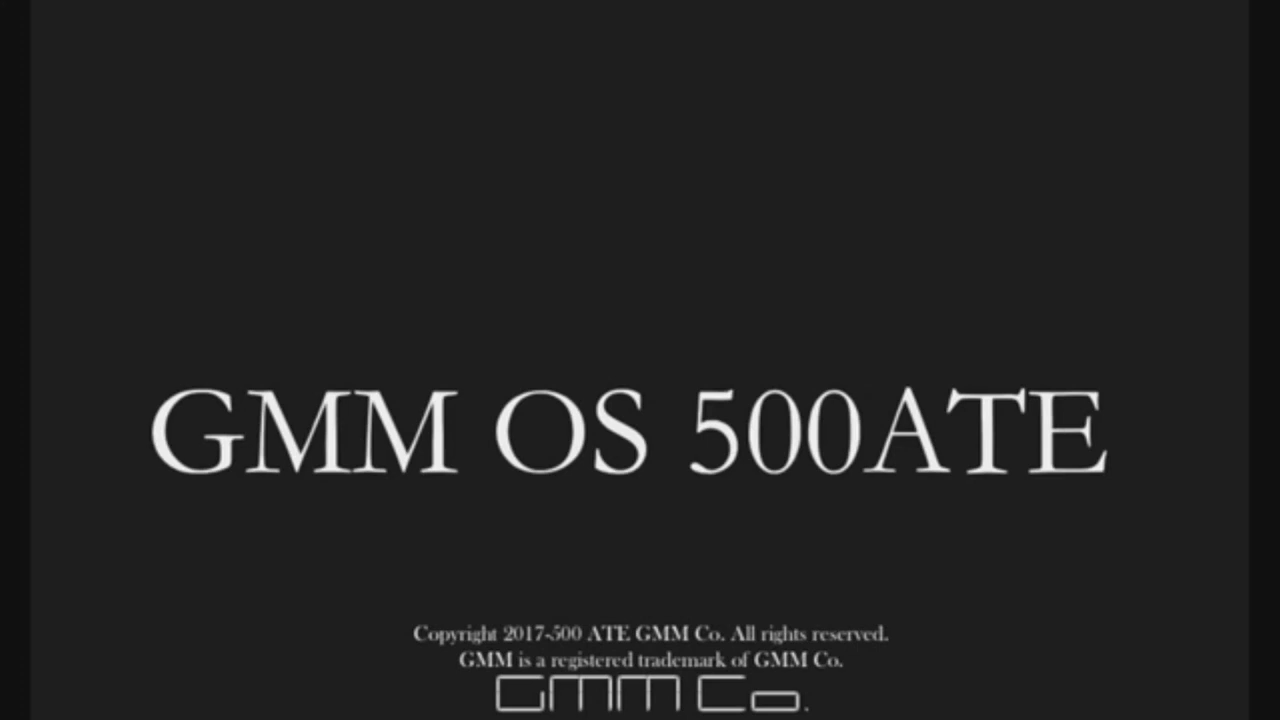 GMM OS 500ATE
Copyright 2017-500 ATE GMM Co. All rights reserved.
GMM is a registered trademark of GMM Co.
GMM Co.